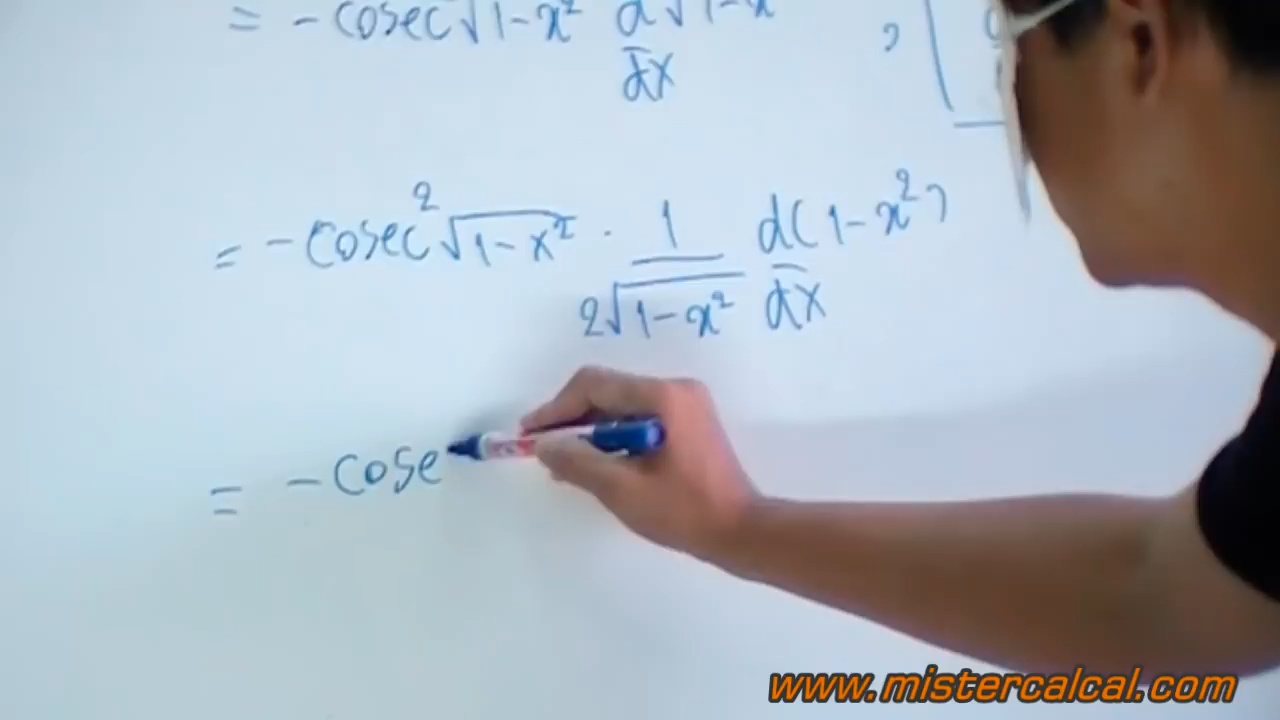 = -cosec√1-x² d√1-x
dx
= -cosec²√1-x² · 1 d(1-x²)
2√1-x² dx
= -cose
www.mistercalcal.com